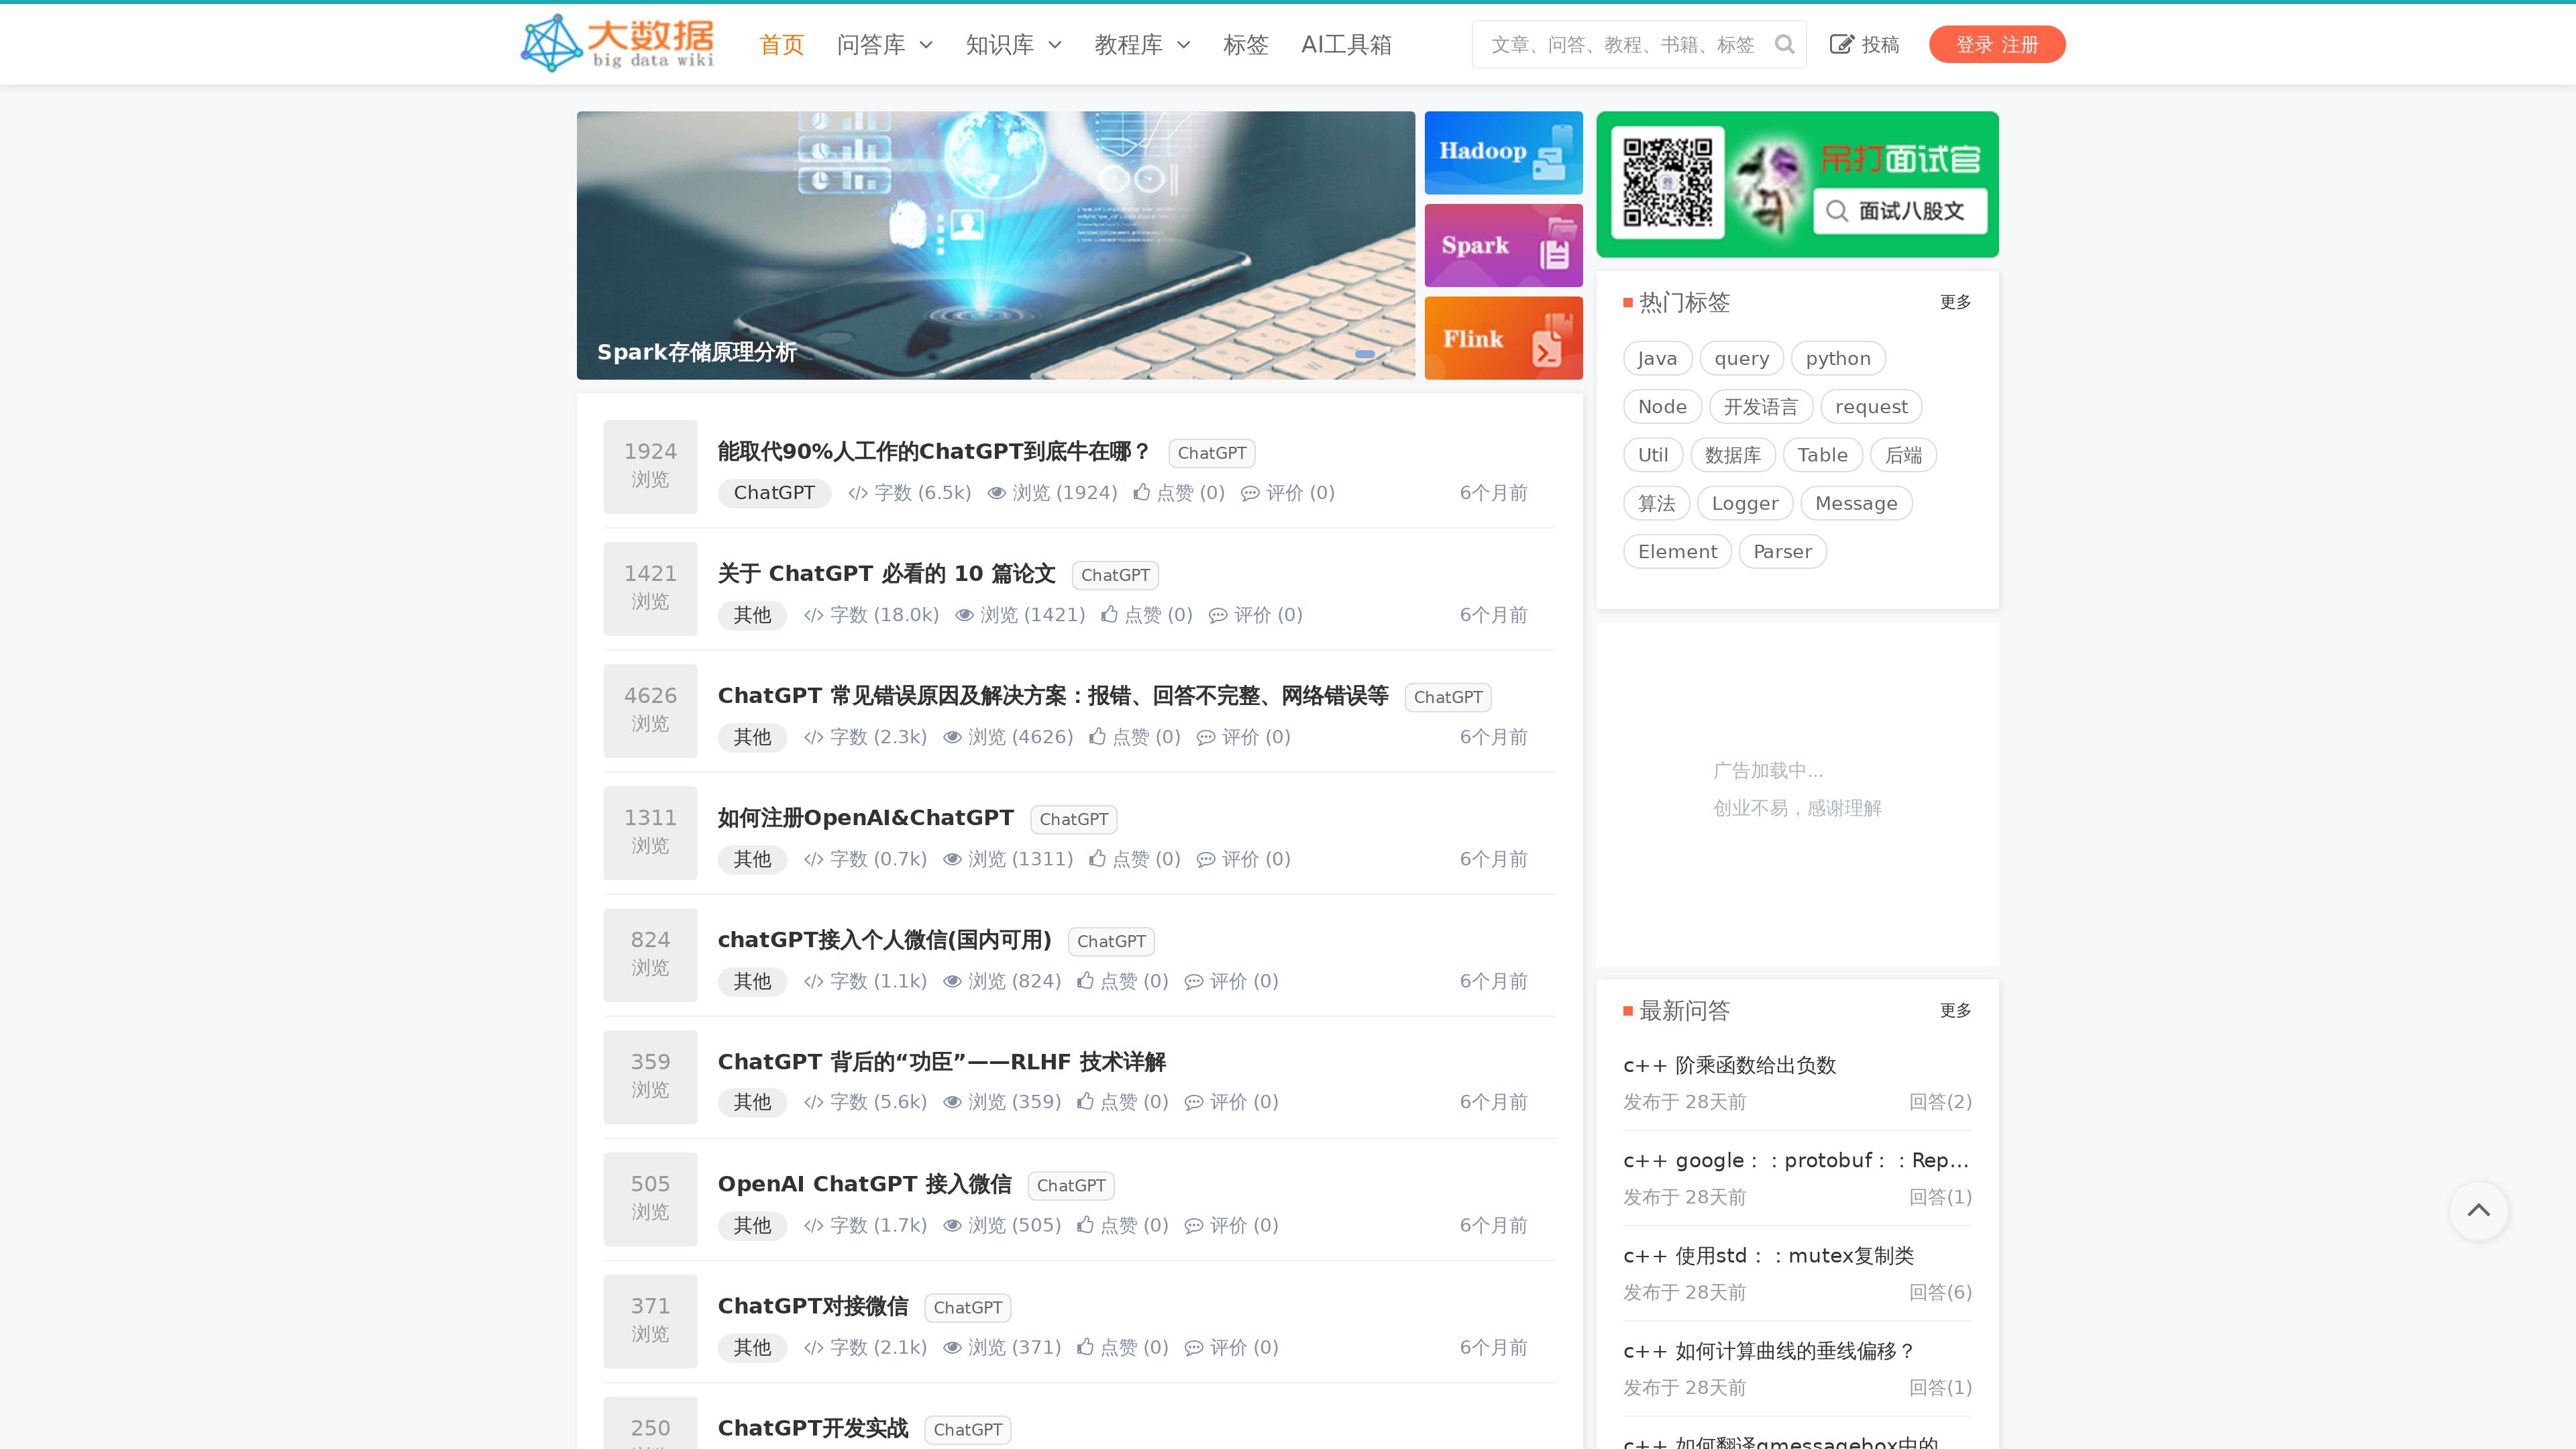 大数据
big data wiki
首页 问答库 知识库 教程库 标签 AI工具箱
文章、问答、教程、书籍、标签
投稿
登录 注册
Spark存储原理分析
Hadoop
Spark
Flink
吊打面试官
面试八股文
1924
浏览
能取代90%人工作的ChatGPT到底牛在哪？ ChatGPT
ChatGPT 字数 (6.5k) 浏览 (1924) 点赞 (0) 评价 (0) 6个月前
1421
浏览
关于 ChatGPT 必看的 10 篇论文 ChatGPT
其他 字数 (18.0k) 浏览 (1421) 点赞 (0) 评价 (0) 6个月前
4626
浏览
ChatGPT 常见错误原因及解决方案：报错、回答不完整、网络错误等 ChatGPT
其他 字数 (2.3k) 浏览 (4626) 点赞 (0) 评价 (0) 6个月前
1311
浏览
如何注册OpenAI&ChatGPT ChatGPT
其他 字数 (0.7k) 浏览 (1311) 点赞 (0) 评价 (0) 6个月前
824
浏览
chatGPT接入个人微信(国内可用) ChatGPT
其他 字数 (1.1k) 浏览 (824) 点赞 (0) 评价 (0) 6个月前
359
浏览
ChatGPT 背后的“功臣”——RLHF 技术详解
其他 字数 (5.6k) 浏览 (359) 点赞 (0) 评价 (0) 6个月前
505
浏览
OpenAI ChatGPT 接入微信 ChatGPT
其他 字数 (1.7k) 浏览 (505) 点赞 (0) 评价 (0) 6个月前
371
浏览
ChatGPT对接微信 ChatGPT
其他 字数 (2.1k) 浏览 (371) 点赞 (0) 评价 (0) 6个月前
250
ChatGPT开发实战 ChatGPT
热门标签 更多
Java query python
Node 开发语言 request
Util 数据库 Table 后端
算法 Logger Message
Element Parser
广告加载中...
创业不易，感谢理解
最新问答 更多
c++ 阶乘函数给出负数
发布于 28天前 回答(2)
c++ google：：protobuf：：Rep...
发布于 28天前 回答(1)
c++ 使用std：：mutex复制类
发布于 28天前 回答(6)
c++ 如何计算曲线的垂线偏移？
发布于 28天前 回答(1)
c++ 如何翻译qmessagebox中的